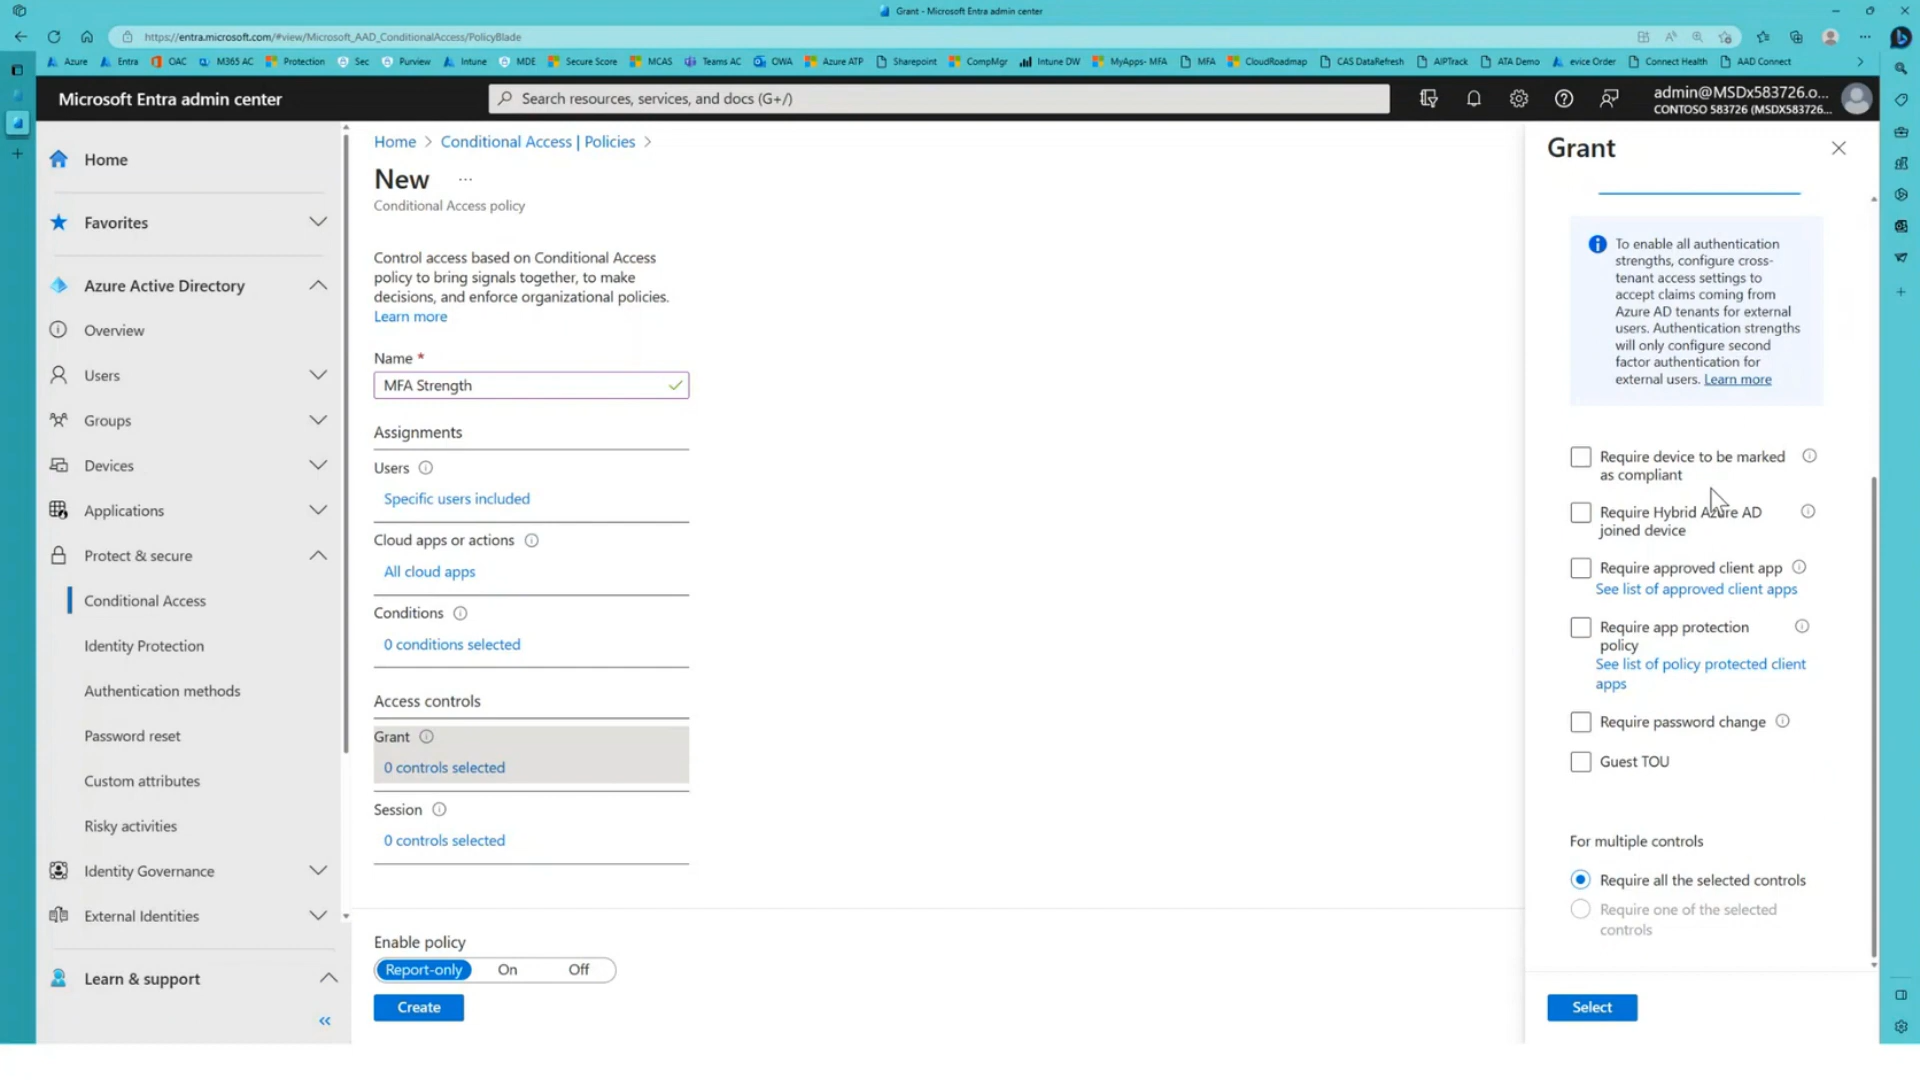 Grant - Microsoft Entra admin center
https://entra.microsoft.com/#view/Microsoft_AAD_ConditionalAccess/PolicyBlade
Azure
Entra
OAC
M365 AC
Protection
Sec
Purview
Intune
MDE
Secure Score
MCAS
Teams AC
OWA
Azure ATP
Sharepoint
CompMgr
Intune DW
MyApps- MFA
MFA
CloudRoadmap
CAS DataRefresh
AIPTrack
ATA Demo
evice Order
Connect Health
AAD Connect
Microsoft Entra admin center
Search resources, services, and docs (G+/)
admin@MSDx583726.o...
CONTOSO 583726 (MSDX583726...
Home
Favorites
Azure Active Directory
Overview
Users
Groups
Devices
Applications
Protect & secure
Conditional Access
Identity Protection
Authentication methods
Password reset
Custom attributes
Risky activities
Identity Governance
External Identities
Learn & support
Home > Conditional Access | Policies >
New ...
Conditional Access policy
Control access based on Conditional Access
policy to bring signals together, to make
decisions, and enforce organizational policies.
Learn more
Name *
MFA Strength
Assignments
Users
Specific users included
Cloud apps or actions
All cloud apps
Conditions
0 conditions selected
Access controls
Grant
0 controls selected
Session
0 controls selected
Enable policy
Report-only On Off
Create
Grant
To enable all authentication
strengths, configure cross-
tenant access settings to
accept claims coming from
Azure AD tenants for external
users. Authentication strengths
will only configure second
factor authentication for
external users. Learn more
Require device to be marked
as compliant
Require Hybrid Azure AD
joined device
Require approved client app
See list of approved client apps
Require app protection
policy
See list of policy protected client
apps
Require password change
Guest TOU
For multiple controls
Require all the selected controls
Require one of the selected
controls
Select